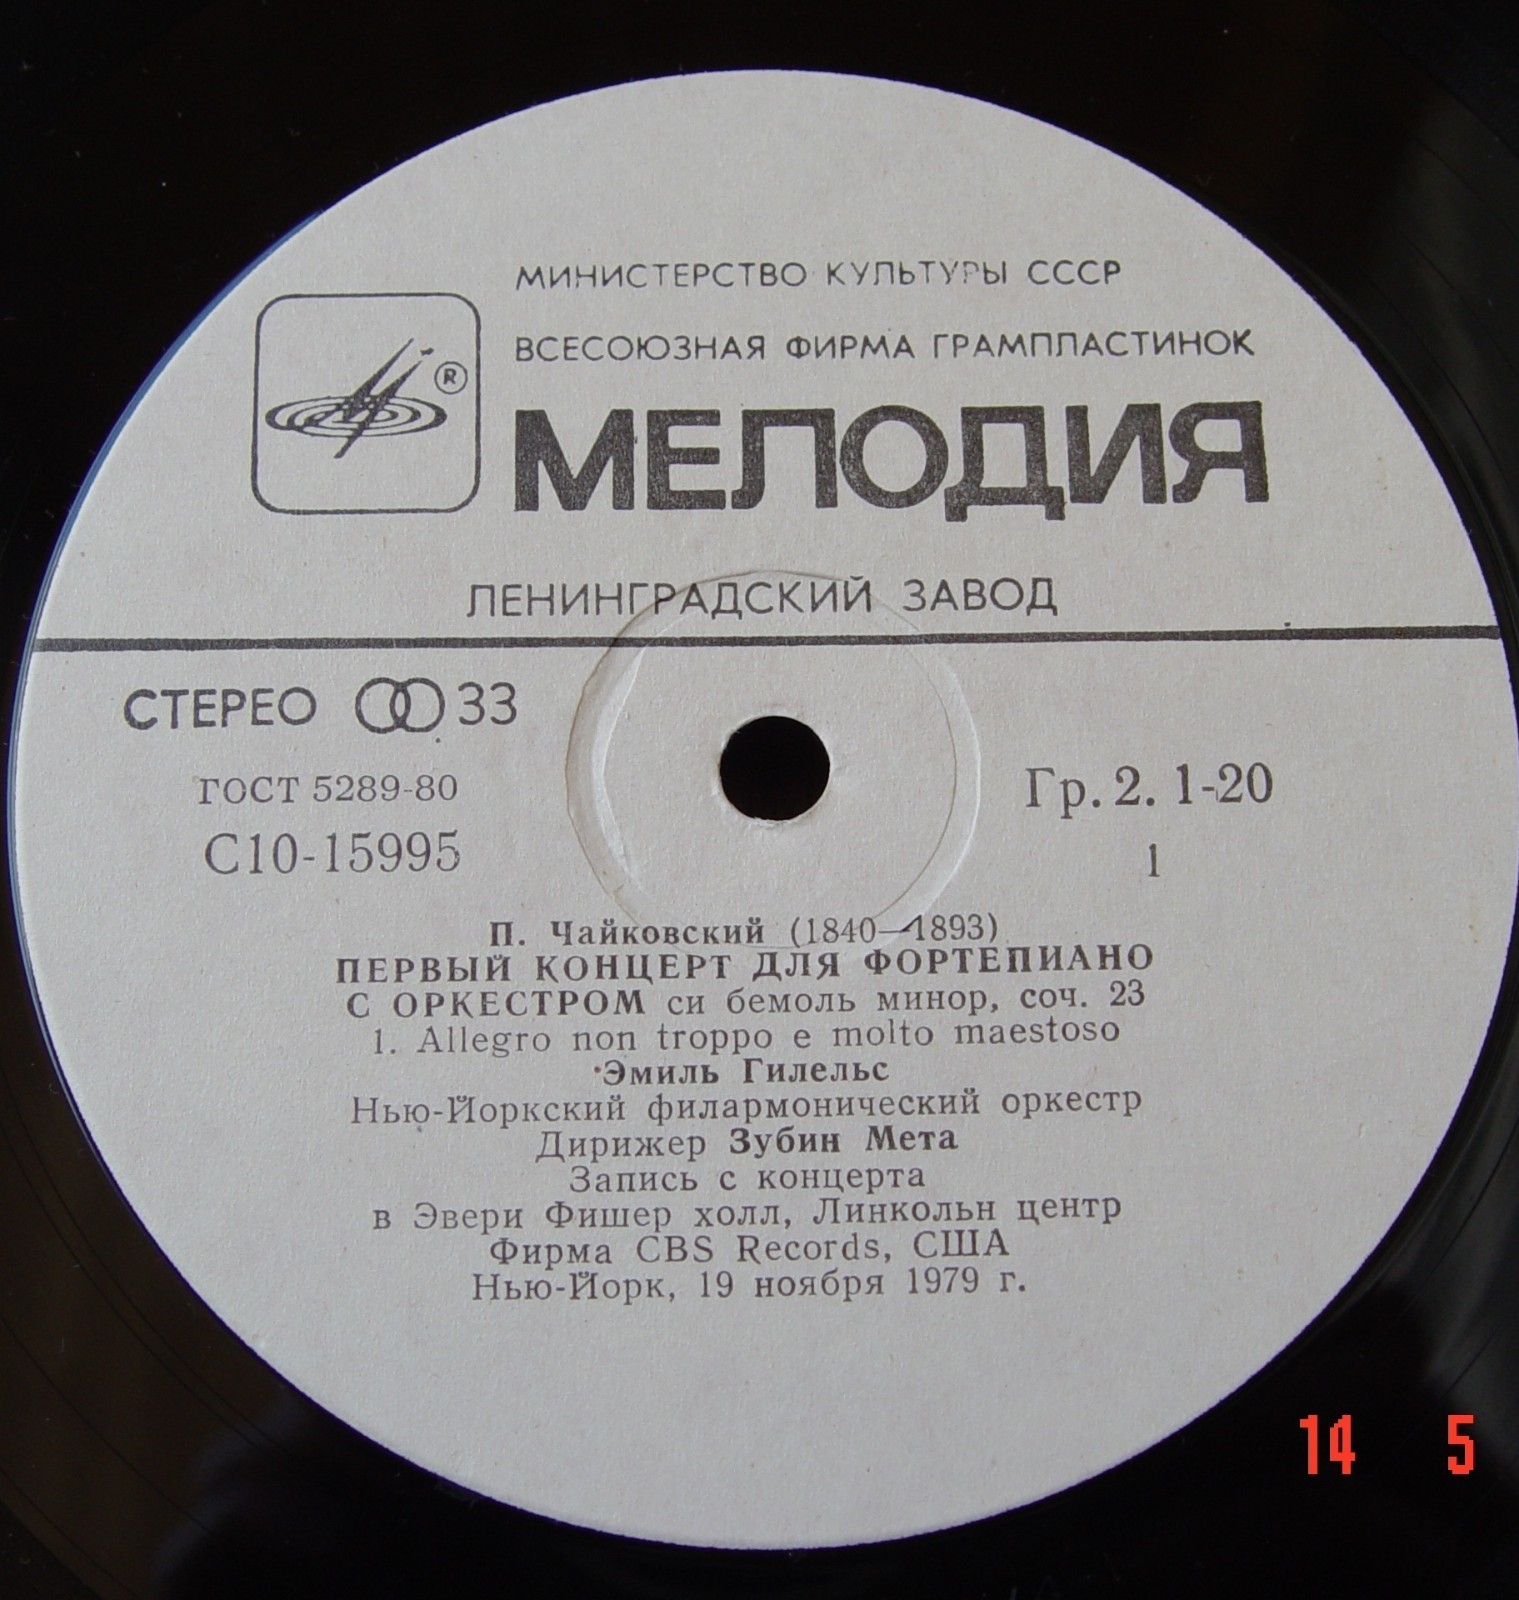 МИНИСТЕРСТВО КУЛЬТУРЫ СССР
ВСЕСОЮЗНАЯ ФИРМА ГРАМПЛАСТИНОК
®
МЕЛОДИЯ
ЛЕНИНГРАДСКИЙ ЗАВОД
СТЕРЕО 33
ГОСТ 5289-80
Гр. 2. 1-20
С10-15995
1
П. Чайковский (1840—1893)
ПЕРВЫЙ КОНЦЕРТ ДЛЯ ФОРТЕПИАНО
С ОРКЕСТРОМ си бемоль минор, соч. 23
1. Allegro non troppo e molto maestoso
Эмиль Гилельс
Нью-Йоркский филармонический оркестр
Дирижер Зубин Мета
Запись с концерта
в Эвери Фишер холл, Линкольн центр
Фирма CBS Records, США
Нью-Йорк, 19 ноября 1979 г.
14 5